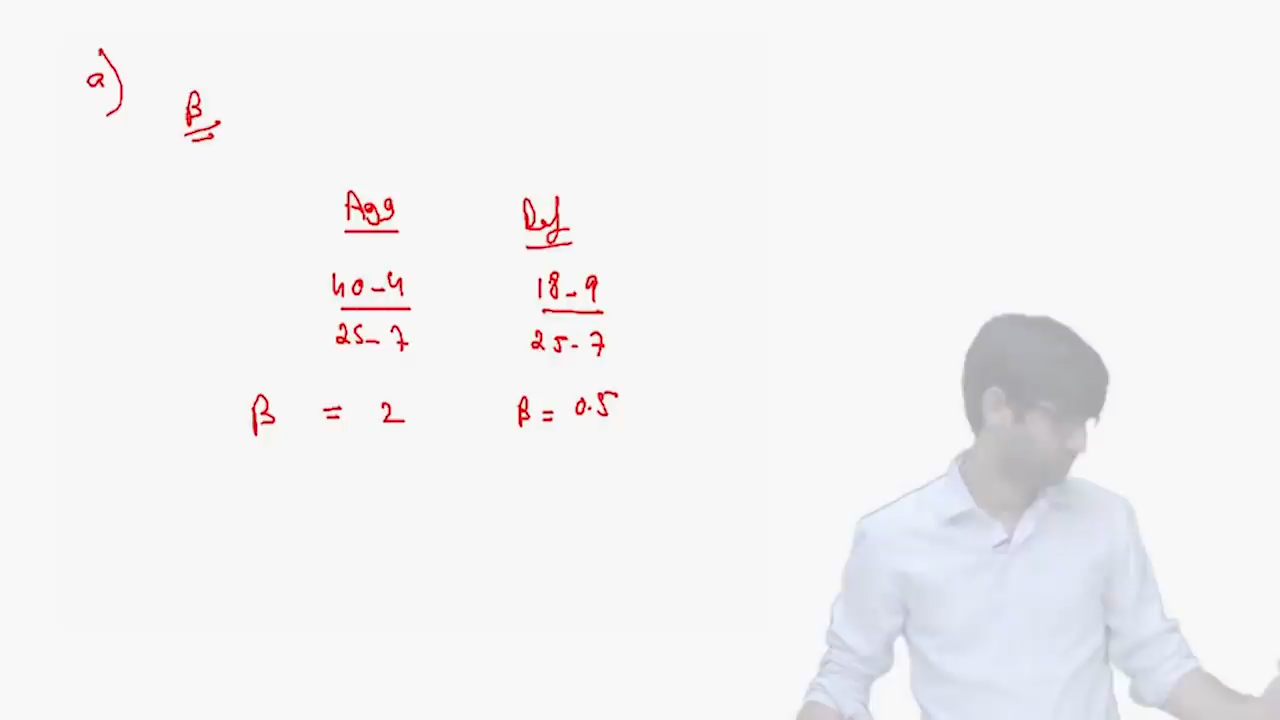 a)
β
Agg Def
40-4 18-9
25-7 25-7
β = 2 β = 0.5